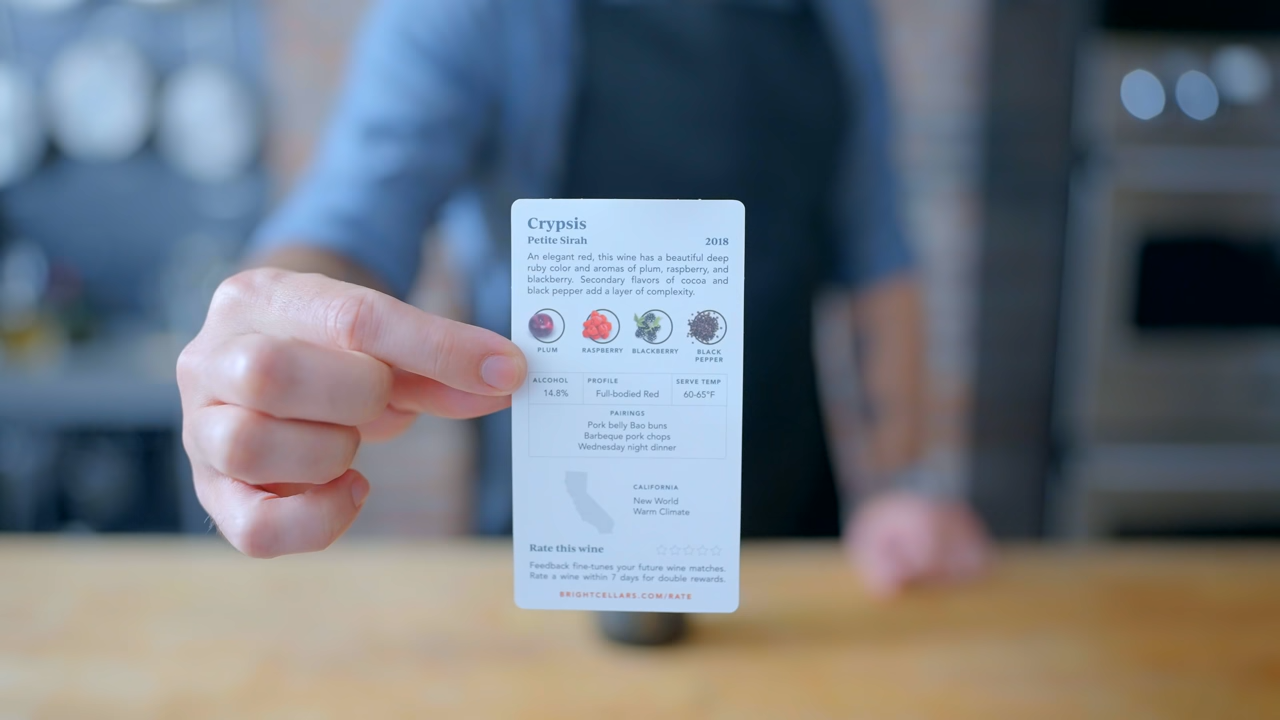 Crypsis
Petite Sirah 2018
An elegant red, this wine has a beautiful deep
ruby color and aromas of plum, raspberry, and
blackberry. Secondary flavors of cocoa and
black pepper add a layer of complexity.
PLUM RASPBERRY BLACKBERRY BLACK
PEPPER
ALCOHOL PROFILE SERVE TEMP
14.8% Full-bodied Red 60-65°F
PAIRINGS
Pork belly Bao buns
Barbeque pork chops
Wednesday night dinner
CALIFORNIA
New World
Warm Climate
Rate this wine
Feedback fine-tunes your future wine matches.
Rate a wine within 7 days for double rewards.
BRIGHTCELLARS.COM/RATE